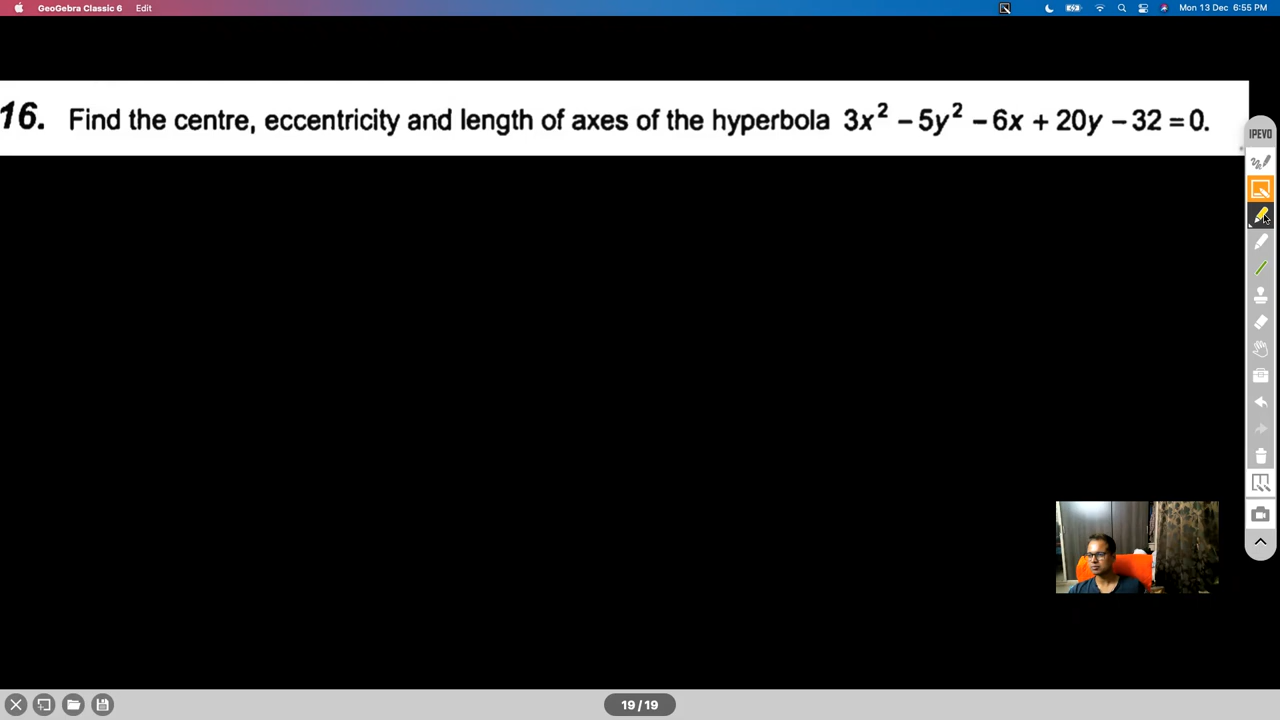 GeoGebra Classic 6 Edit Mon 13 Dec 6:55 PM
16. Find the centre, eccentricity and length of axes of the hyperbola 3x² − 5y² − 6x + 20y − 32 = 0.
IPEVO
19 / 19